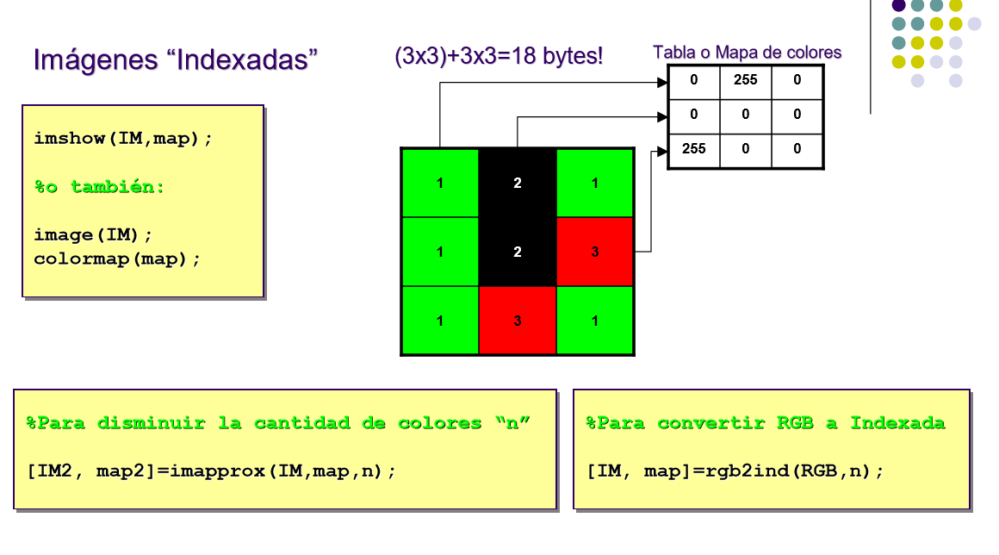 Imágenes “Indexadas”
(3x3)+3x3=18 bytes!
Tabla o Mapa de colores
0 255 0
0 0 0
255 0 0
imshow(IM,map);
%o también:
image(IM);
colormap(map);
1 2 1
1 2 3
1 3 1
%Para disminuir la cantidad de colores “n”
[IM2, map2]=imapprox(IM,map,n);
%Para convertir RGB a Indexada
[IM, map]=rgb2ind(RGB,n);